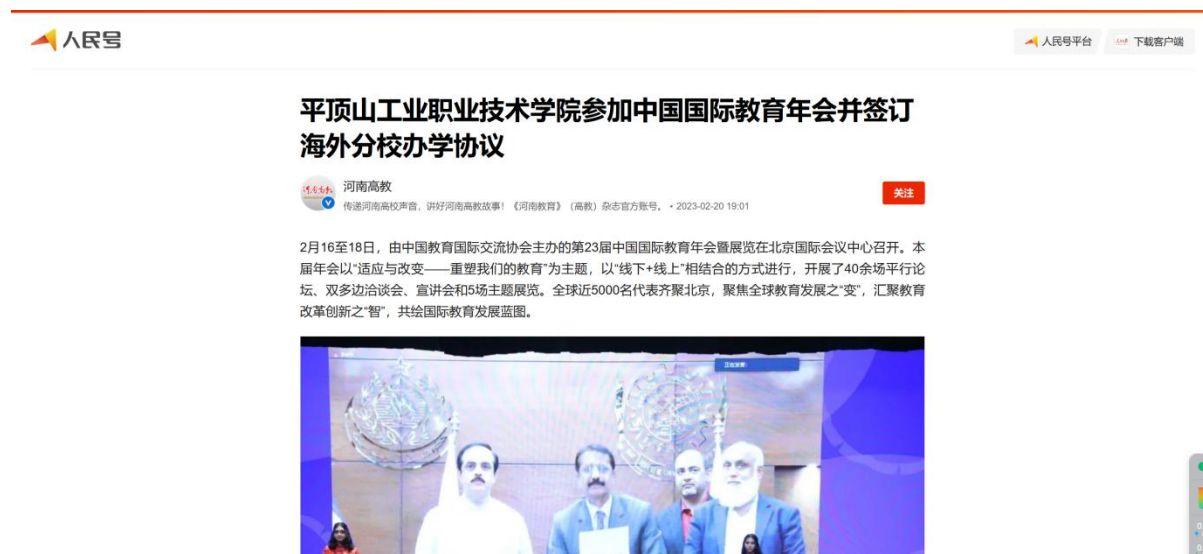 人民号
人民号平台
下载客户端
平顶山工业职业技术学院参加中国国际教育年会并签订
海外分校办学协议
河南高教
传递河南高校声音，讲好河南高教故事！《河南教育》（高教）杂志官方账号。 • 2023-02-20 19:01
关注
2月16至18日，由中国教育国际交流协会主办的第23届中国国际教育年会暨展览在北京国际会议中心召开。本
届年会以“适应与改变——重塑我们的教育”为主题，以“线下+线上”相结合的方式进行，开展了40余场平行论
坛、双多边洽谈会、宣讲会和5场主题展览。全球近5000名代表齐聚北京，聚焦全球教育发展之“变”，汇聚教育
改革创新之“智”，共绘国际教育发展蓝图。
正在发言: